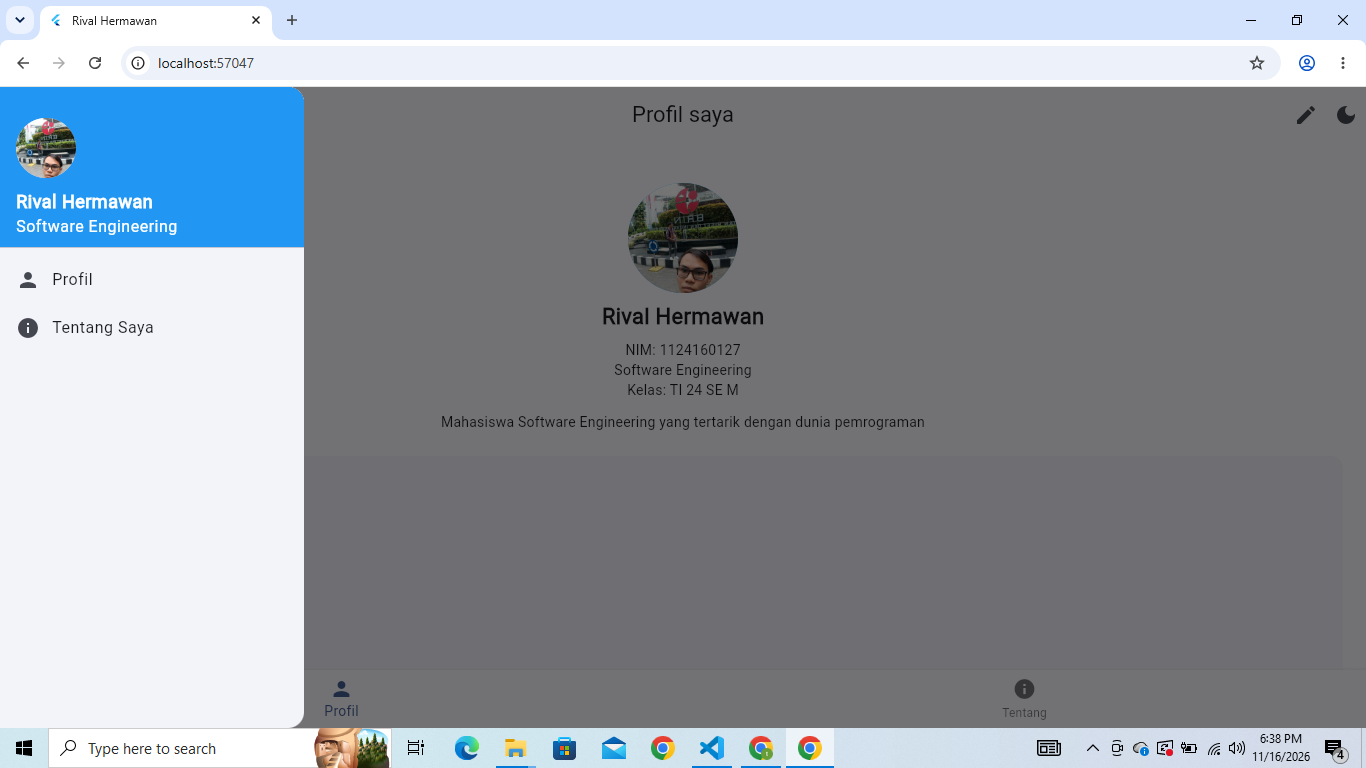 Rival Hermawan
localhost:57047
Rival Hermawan
Software Engineering
Profil
Tentang Saya
Profil saya
Rival Hermawan
NIM: 1124160127
Software Engineering
Kelas: TI 24 SE M
Mahasiswa Software Engineering yang tertarik dengan dunia pemrograman
Profil
Tentang
Type here to search
6:38 PM
11/16/2026
4